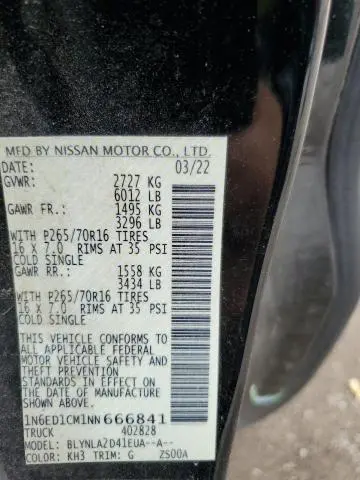 MFD BY NISSAN MOTOR CO., LTD.
DATE: 03/22
GVWR: 2727 KG
6012 LB
GAWR FR.: 1495 KG
3296 LB
WITH P265/70R16 TIRES
16 X 7.0 RIMS AT 35 PSI
COLD SINGLE
GAWR RR.: 1558 KG
3434 LB
WITH P265/70R16 TIRES
16 X 7.0 RIMS AT 35 PSI
COLD SINGLE
THIS VEHICLE CONFORMS TO
ALL APPLICABLE FEDERAL
MOTOR VEHICLE SAFETY AND
THEFT PREVENTION STANDARDS
IN EFFECT ON THE DATE OF
MANUFACTURE SHOWN ABOVE.
1N6ED1CM1NN666841
TRUCK 402828
MODEL: BLYNLA2D41EUA--A--
COLOR: KH3 TRIM: G ZS00A